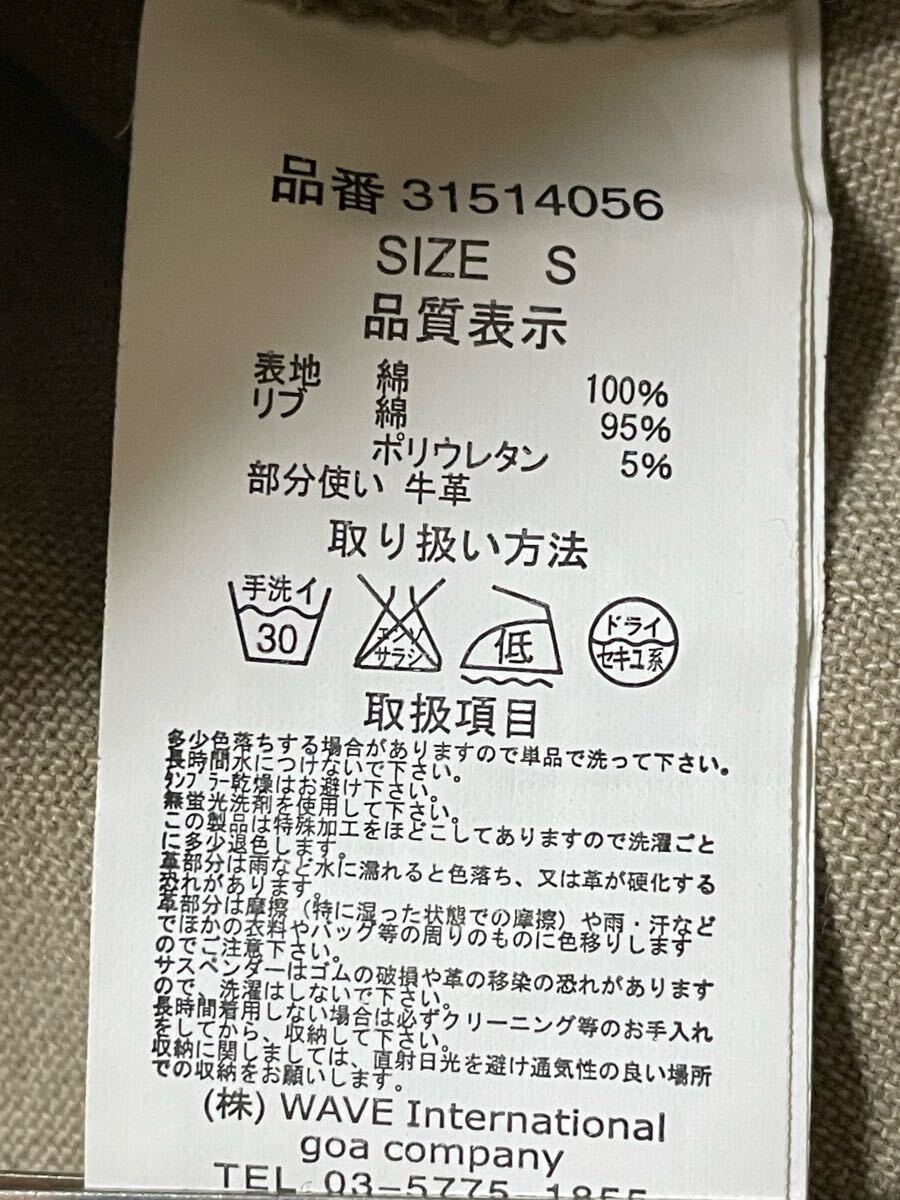 品番 31514056
SIZE S
品質表示
表地 綿 100%
リブ 綿 95%
ポリウレタン 5%
部分使い 牛革
取り扱い方法
手洗イ
30
エンソ
サラシ
低
ドライ
セキユ系
取扱項目
多少色落ちする場合がありますので単品で洗って下さい。
長時間水につけないで下さい。
タンブラー乾燥はお避け下さい。
無蛍光洗剤を使用して下さい。
この製品は特殊加工をほどこしてありますので洗濯ごと
に多少退色します。
革部分は雨など水に濡れると色落ち、又は革が硬化する
恐れがあります。
革部分は摩擦（特に湿った状態での摩擦）や雨・汗など
でほかの衣料やバッグ等の周りのものに色移りします
のでご注意下さい。
サスペンダーはゴムの破損や革の移染の恐れがあります
ので、洗濯はしないで下さい。
長時間着用しない場合は必ずクリーニング等のお手入れ
をしてから、収納して下さい。
収納に関しましては、直射日光を避け通気性の良い場所
での収納をお願いします。
(株) WAVE International
goa company
TEL 03-5775-1855